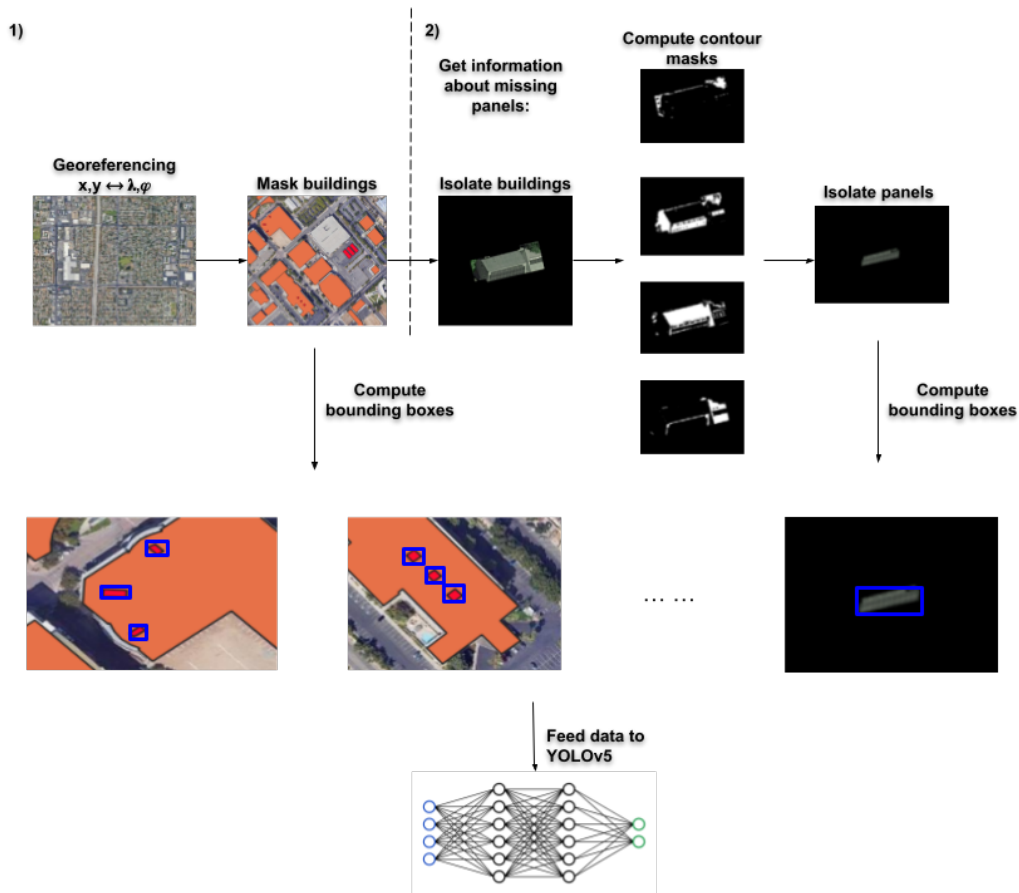 1)
2)
Get information
about missing
panels:
Compute contour
masks
Georeferencing
x,y ↔ λ,φ
Mask buildings
Isolate buildings
Isolate panels
Compute
bounding boxes
Compute
bounding boxes
... ...
Feed data to
YOLOv5